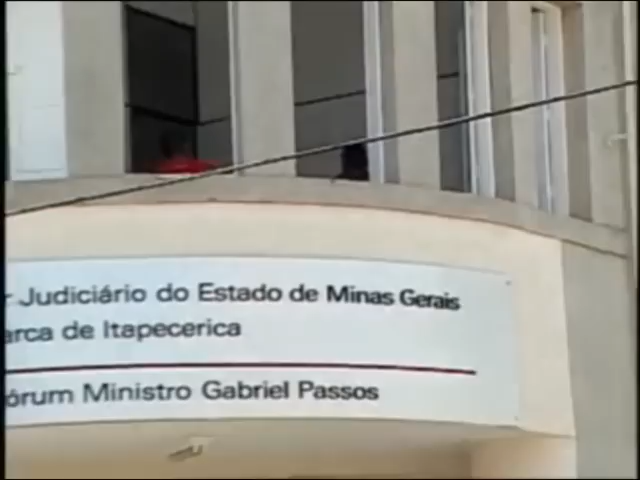 r Judiciário do Estado de Minas Gerais
arca de Itapecerica
órum Ministro Gabriel Passos